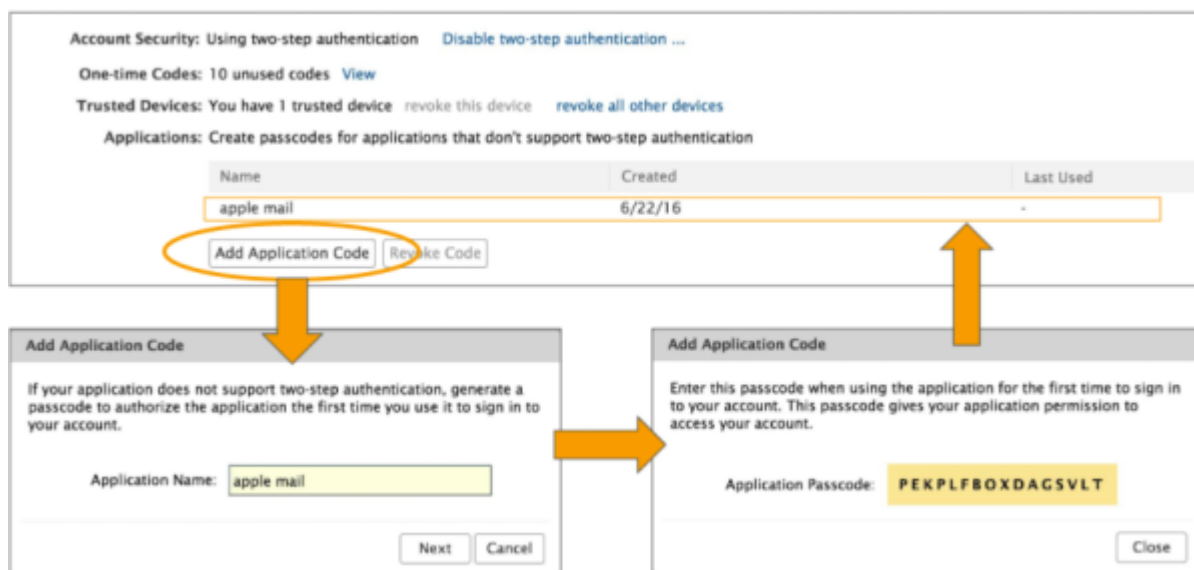 Account Security: Using two-step authentication Disable two-step authentication ...
One-time Codes: 10 unused codes View
Trusted Devices: You have 1 trusted device revoke this device revoke all other devices
Applications: Create passcodes for applications that don't support two-step authentication
Name Created Last Used
apple mail 6/22/16 -
Add Application Code Revoke Code
Add Application Code
If your application does not support two-step authentication, generate a
passcode to authorize the application the first time you use it to sign in to
your account.
Application Name: apple mail
Next Cancel
Add Application Code
Enter this passcode when using the application for the first time to sign in
to your account. This passcode gives your application permission to
access your account.
Application Passcode: PEKPLFBOXDAGSVLT
Close